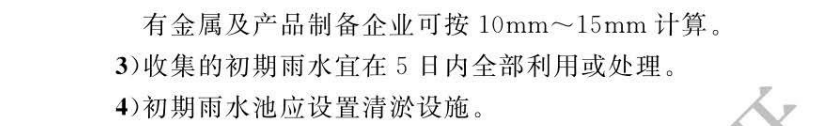 有金属及产品制备企业可按 10mm～15mm 计算。
3)收集的初期雨水宜在 5 日内全部利用或处理。
4)初期雨水池应设置清淤设施。